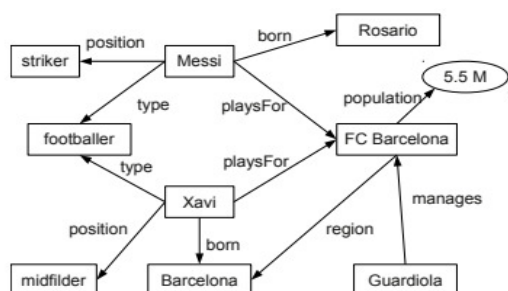 position
born
Rosario
striker
Messi
5.5 M
type
playsFor
population
footballer
FC Barcelona
type
playsFor
Xavi
position
manages
born
region
midfilder
Barcelona
Guardiola